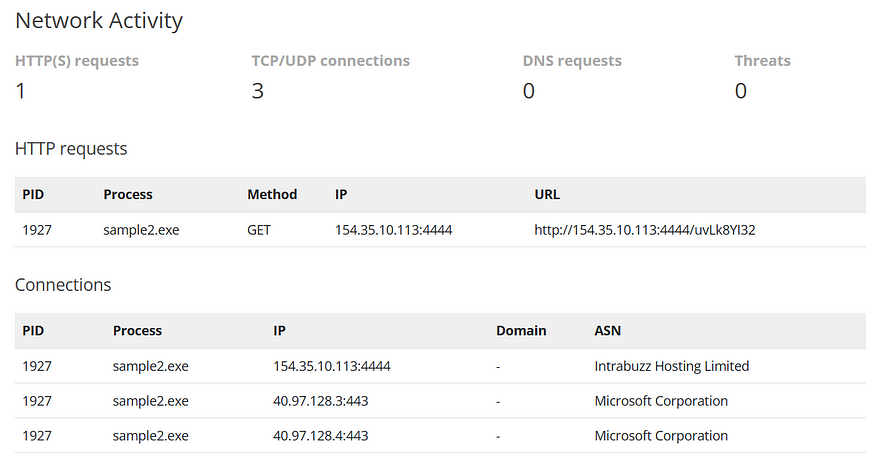 Network Activity
HTTP(S) requests TCP/UDP connections DNS requests Threats
1 3 0 0
HTTP requests
PID Process Method IP URL
1927 sample2.exe GET 154.35.10.113:4444 http://154.35.10.113:4444/uvLk8YI32
Connections
PID Process IP Domain ASN
1927 sample2.exe 154.35.10.113:4444 - Intrabuzz Hosting Limited
1927 sample2.exe 40.97.128.3:443 - Microsoft Corporation
1927 sample2.exe 40.97.128.4:443 - Microsoft Corporation